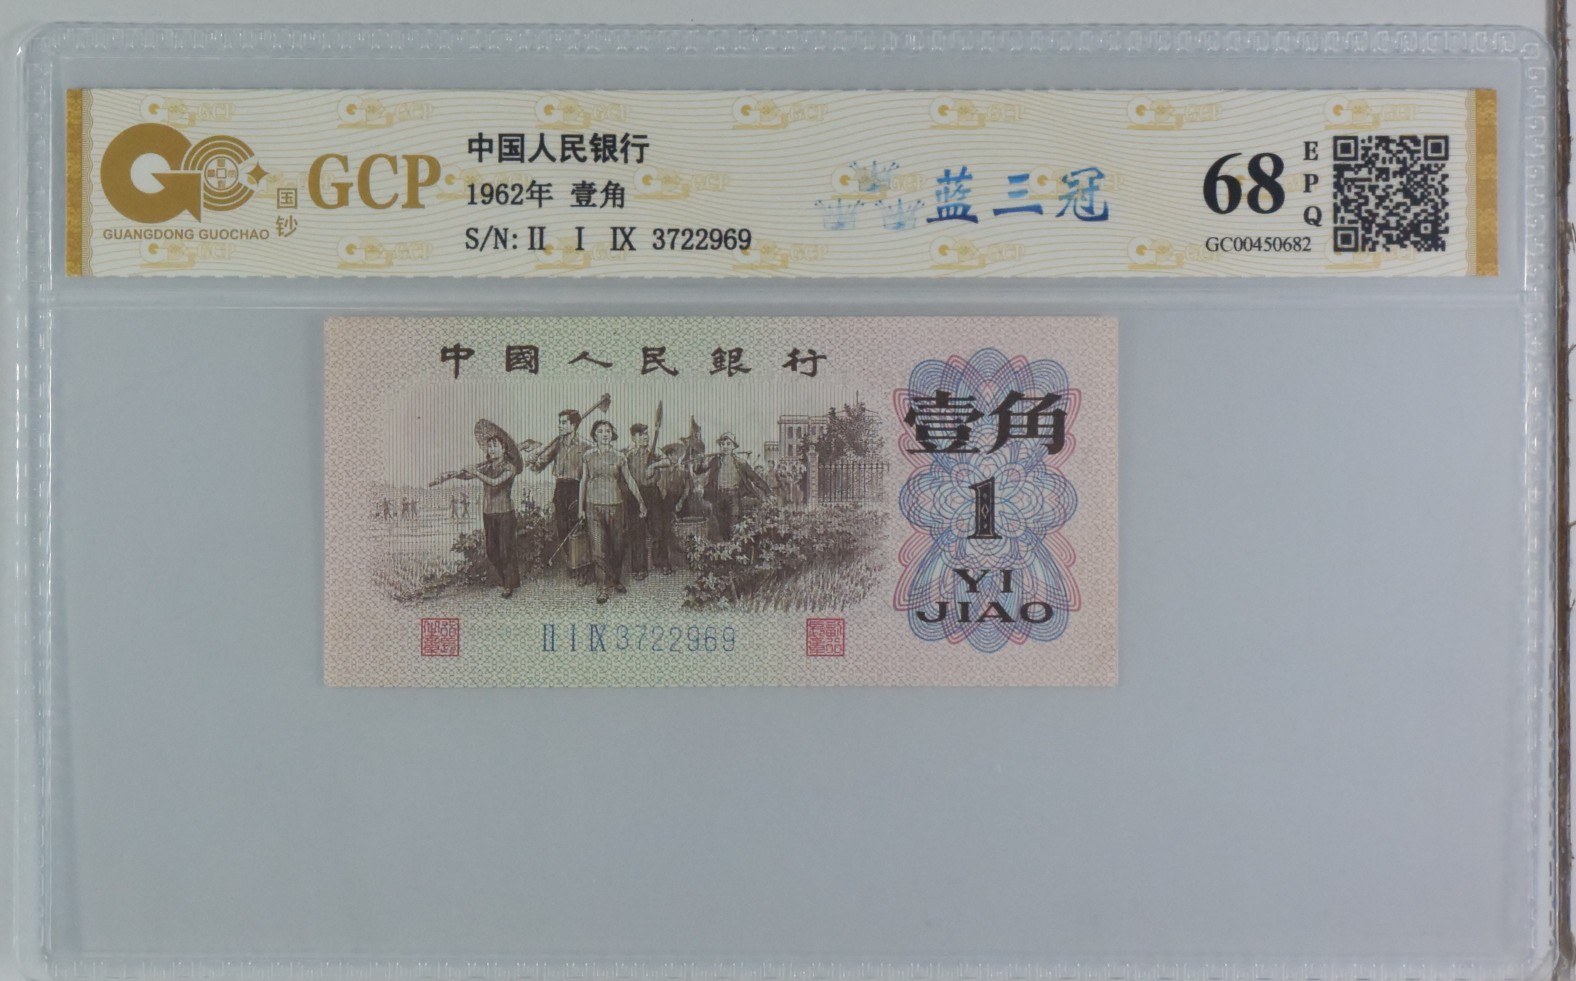 GCP
国钞
GUANGDONG GUOCHAO
中国人民银行
1962年 壹角
S/N: II I IX 3722969
蓝三冠
68
EPQ
GC00450682
中國人民銀行
壹角
1
YI
JIAO
II I IX 3722969